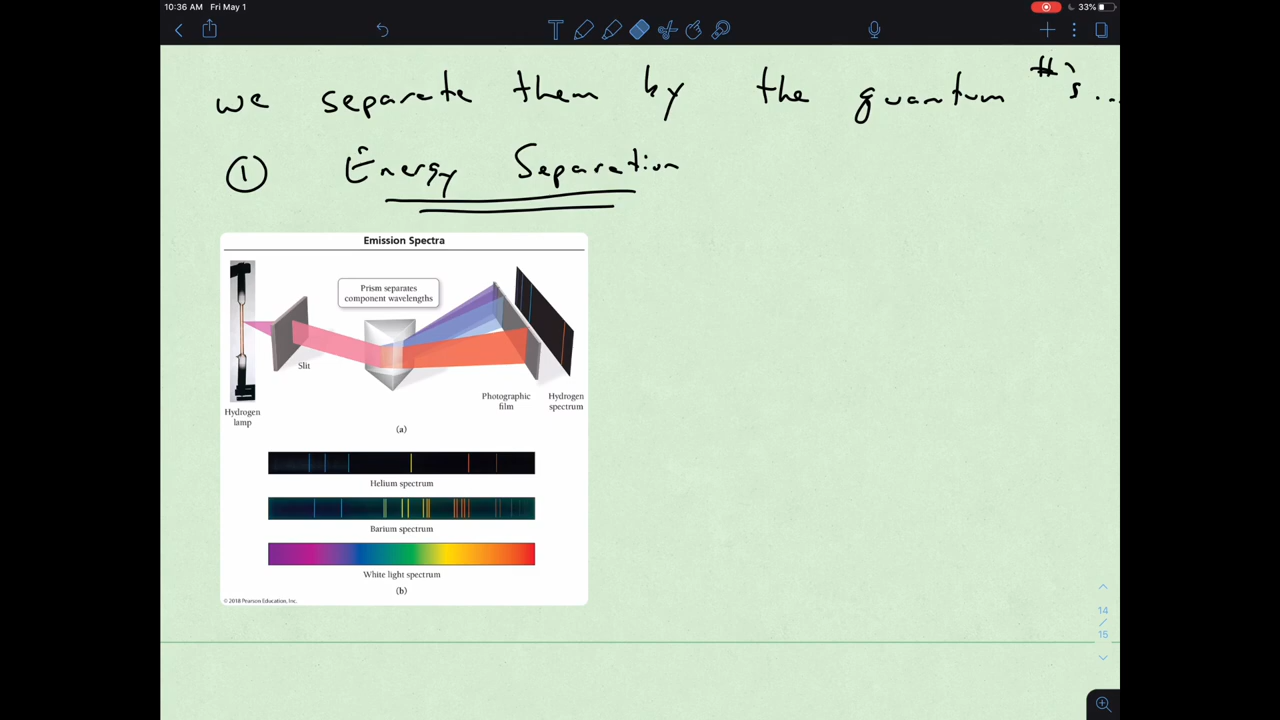 10:36 AM Fri May 1
33%
we separate them by the quantum #'s...
① Energy Separation
Emission Spectra
Prism separates
component wavelengths
Slit
Hydrogen
lamp
Photographic
film
Hydrogen
spectrum
(a)
Helium spectrum
Barium spectrum
White light spectrum
(b)
© 2018 Pearson Education, Inc.
14
/
15